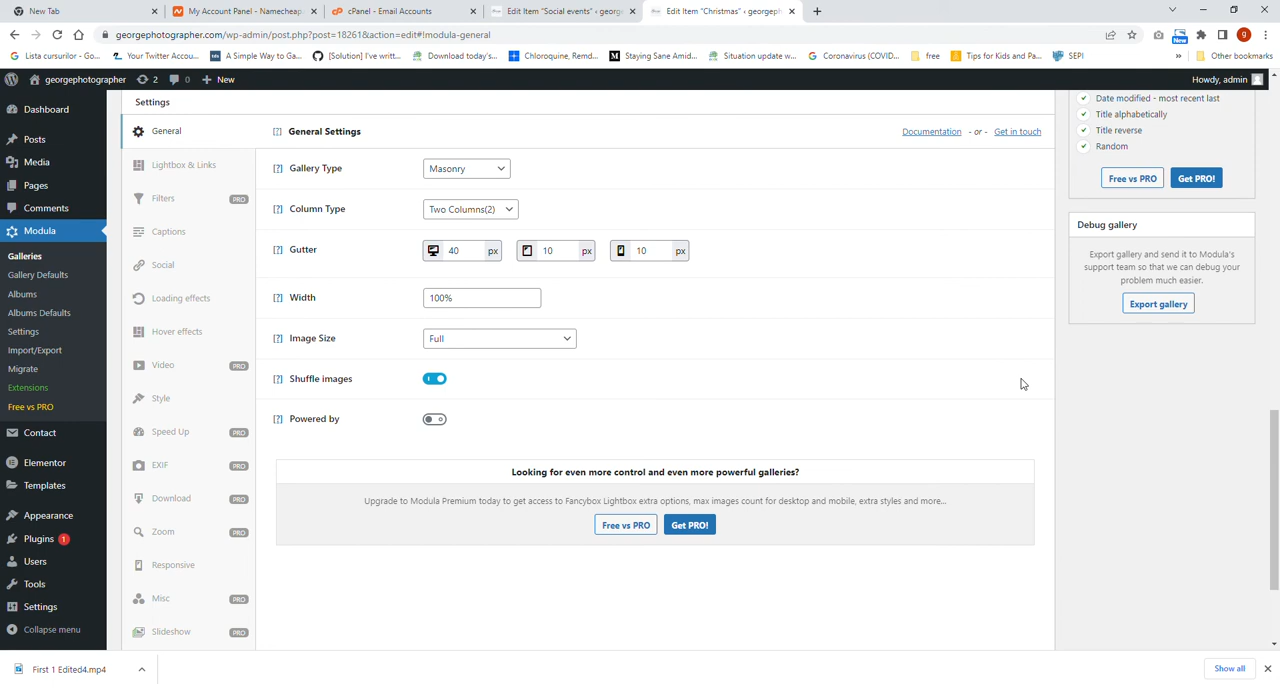 New Tab
My Account Panel - Namecheap
cPanel - Email Accounts
Edit Item "Social events" ‹ george
Edit Item "Christmas" ‹ georgeph
georgephotographer.com/wp-admin/post.php?post=18261&action=edit#!modula-general
New
g
Lista cursurilor - Go...
Your Twitter Accou...
A Simple Way to Ga...
[Solution] I've writt...
Download today's...
Chloroquine, Remd...
Staying Sane Amid...
Situation update w...
Coronavirus (COVID...
free
Tips for Kids and Pa...
SEPI
»
Other bookmarks
georgephotographer
2
0
+ New
Howdy, admin
Dashboard
Posts
Media
Pages
Comments
Modula
Galleries
Gallery Defaults
Albums
Albums Defaults
Settings
Import/Export
Migrate
Extensions
Free vs PRO
Contact
Elementor
Templates
Appearance
Plugins 1
Users
Tools
Settings
Collapse menu
Settings
General
Lightbox & Links
Filters PRO
Captions
Social
Loading effects
Hover effects
Video PRO
Style
Speed Up PRO
EXIF PRO
Download PRO
Zoom PRO
Responsive
Misc PRO
Slideshow PRO
[?] General Settings
Documentation - or - Get in touch
[?] Gallery Type Masonry
[?] Column Type Two Columns(2)
[?] Gutter 40 px 10 px 10 px
[?] Width 100%
[?] Image Size Full
[?] Shuffle images
[?] Powered by
Looking for even more control and even more powerful galleries?
Upgrade to Modula Premium today to get access to Fancybox Lightbox extra options, max images count for desktop and mobile, extra styles and more...
Free vs PRO Get PRO!
Date modified - most recent last
Title alphabetically
Title reverse
Random
Free vs PRO Get PRO!
Debug gallery
Export gallery and send it to Modula's
support team so that we can debug your
problem much easier.
Export gallery
First 1 Edited4.mp4
Show all